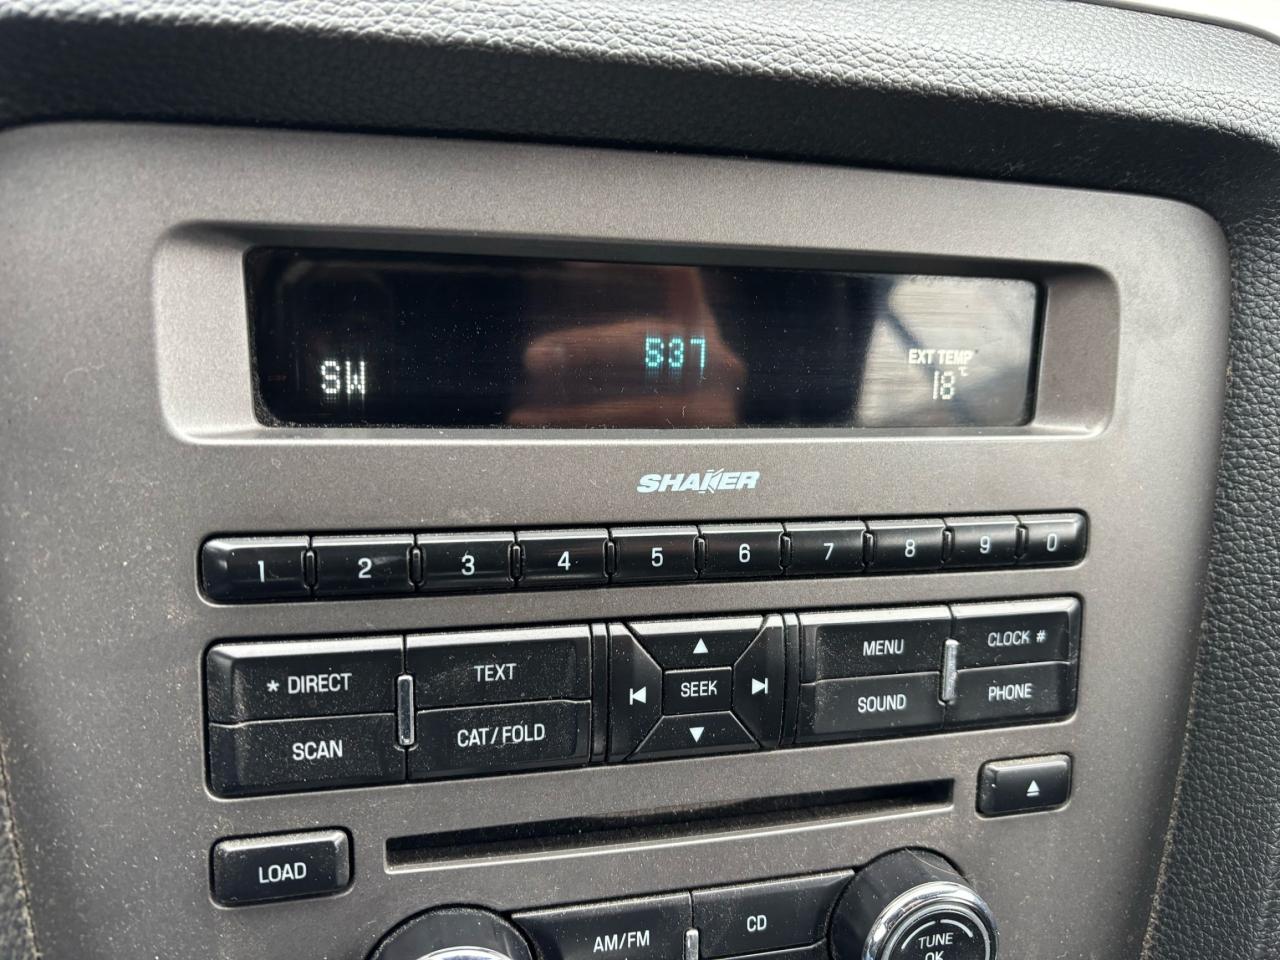 SW
537
EXT TEMP
18 °C
SHAKER
1 2 3 4 5 6 7 8 9 0
* DIRECT
TEXT
SEEK
MENU
CLOCK #
SCAN
CAT/FOLD
SOUND
PHONE
LOAD
AM/FM
CD
TUNE
OK